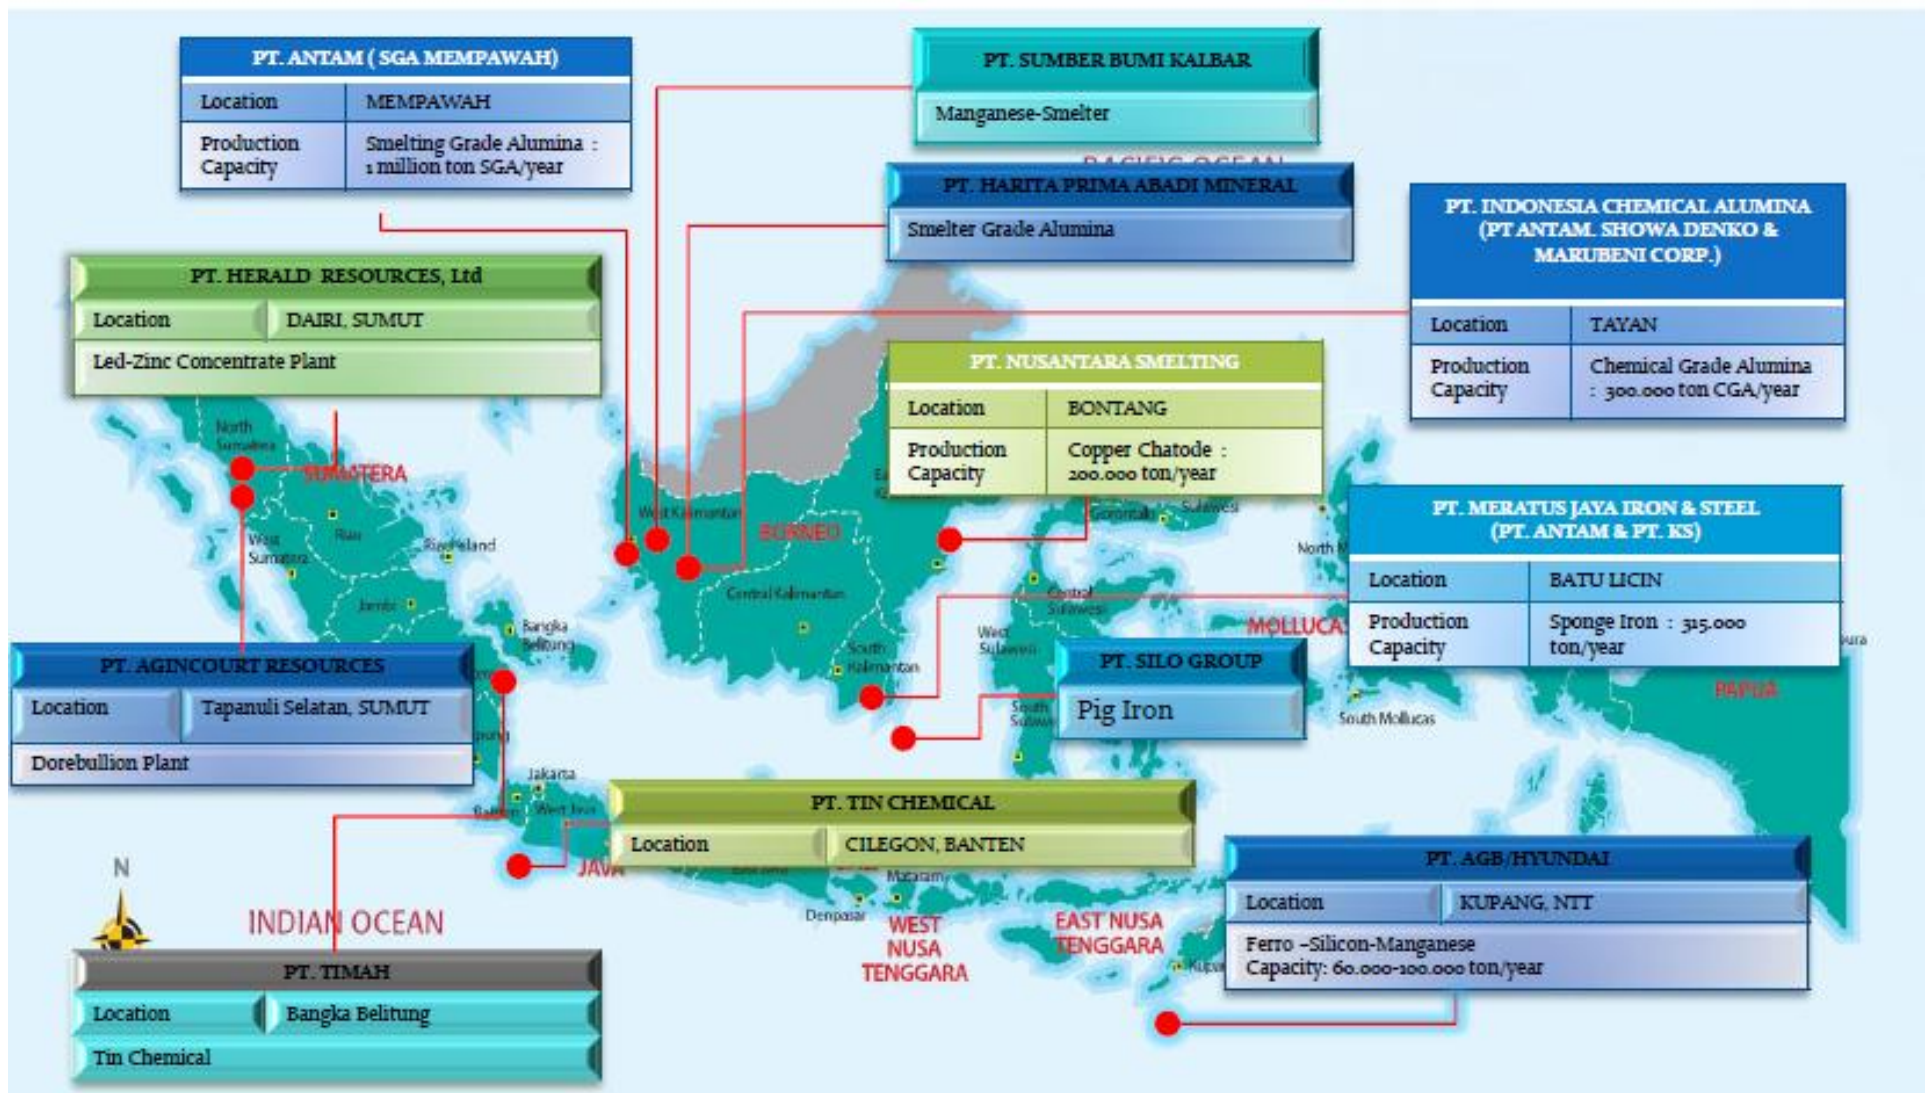 PT. ANTAM ( SGA MEMPAWAH)
Location MEMPAWAH
Production Capacity
Smelting Grade Alumina :
1 million ton SGA/year
PT. SUMBER BUMI KALBAR
Manganese-Smelter
PACIFIC OCEAN
PT. HARITA PRIMA ABADI MINERAL
Smelter Grade Alumina
PT. INDONESIA CHEMICAL ALUMINA
(PT ANTAM. SHOWA DENKO &
MARUBENI CORP.)
Location TAYAN
Production Capacity
Chemical Grade Alumina
: 300.000 ton CGA/year
PT. HERALD RESOURCES, Ltd
Location DAIRI, SUMUT
Led-Zinc Concentrate Plant
PT. NUSANTARA SMELTING
Location BONTANG
Production Capacity
Copper Chatode :
200.000 ton/year
North
Sumatera
SUMATERA
West
Sumatera
Riau
Jambi
Bangka
Belitung
West Kalimantan
BORNEO
Central Kalimantan
South
Kalimantan
Gorontalo
Sulawesi
Central
Sulawesi
West
Sulawesi
South
North
MOLLUCA
PT. MERATUS JAYA IRON & STEEL
(PT. ANTAM & PT. KS)
Location BATU LICIN
Production Capacity
Sponge Iron : 315.000
ton/year
PAPUA
South Mollucas
PT. SILO GROUP
Pig Iron
PT. AGINCOURT RESOURCES
Location Tapanuli Selatan, SUMUT
Dorebullion Plant
Jakarta
West Java
JAVA
PT. TIN CHEMICAL
Location CILEGON, BANTEN
Mataram
Denpasar
WEST
NUSA
TENGGARA
EAST NUSA
TENGGARA
PT. AGB/HYUNDAI
Location KUPANG, NTT
Ferro –Silicon-Manganese
Capacity: 60.000-100.000 ton/year
N
INDIAN OCEAN
PT. TIMAH
Location Bangka Belitung
Tin Chemical